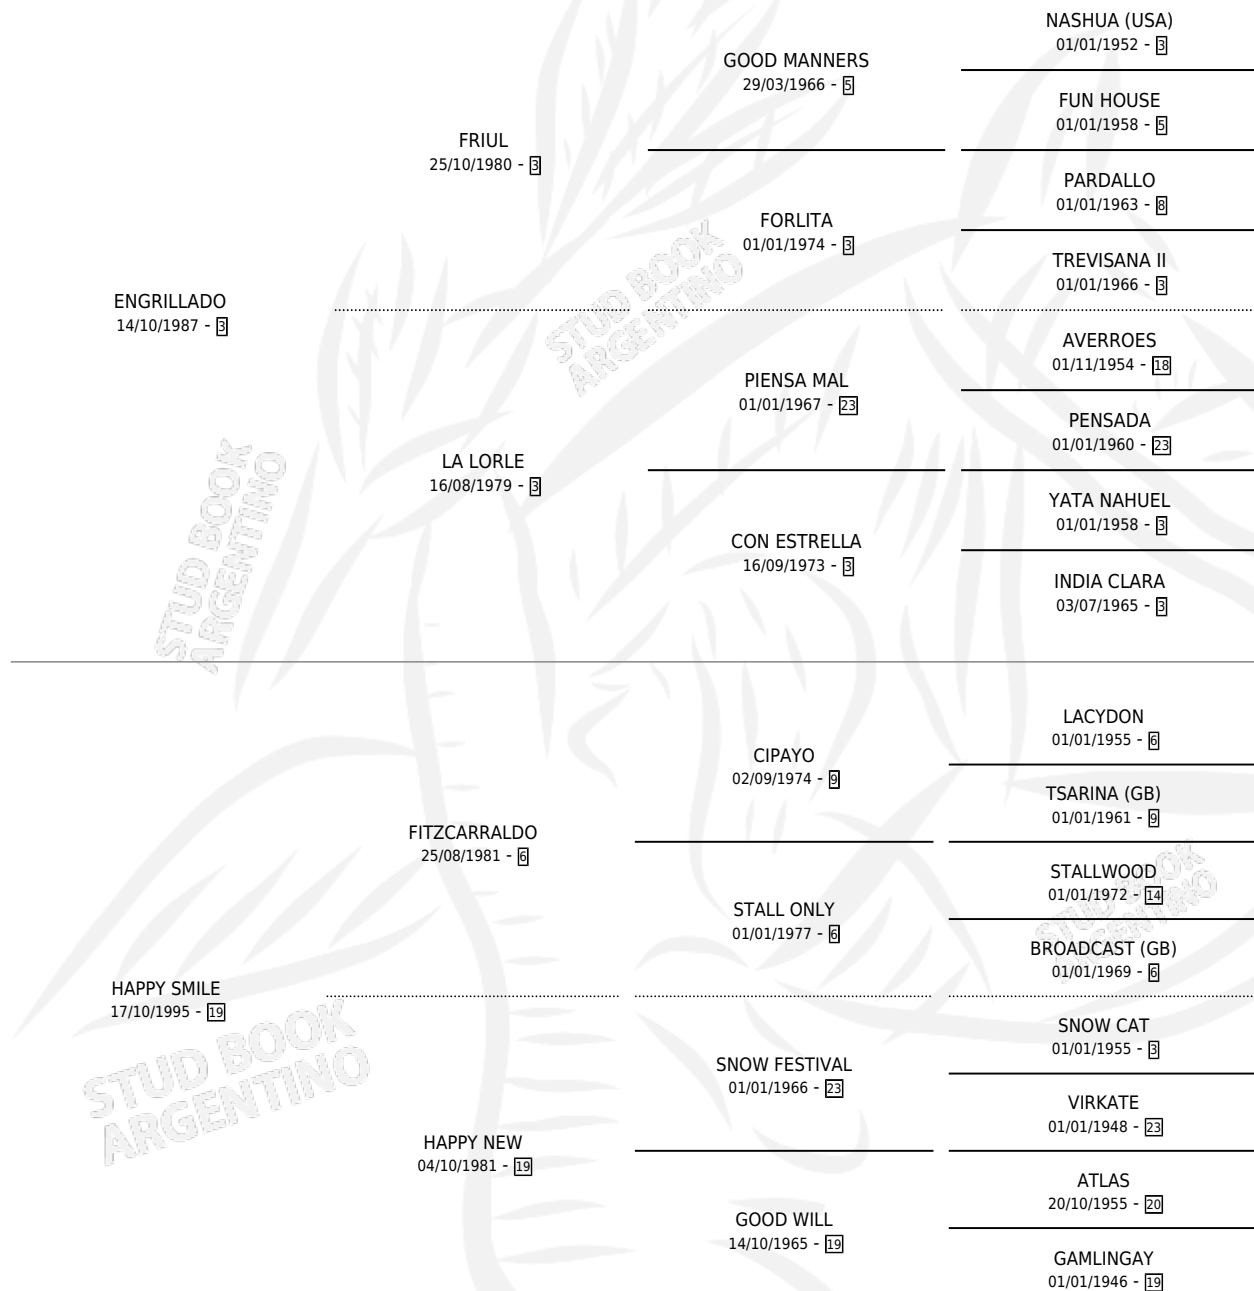 NASHUA (USA)
01/01/1952 - 3
GOOD MANNERS
29/03/1966 - 5
FUN HOUSE
01/01/1958 - 5
FRIUL
25/10/1980 - 3
PARDALLO
01/01/1963 - 8
FORLITA
01/01/1974 - 3
TREVISANA II
01/01/1966 - 3
ENGRILLADO
14/10/1987 - 3
STUD BOOK
ARGENTINO
AVERROES
01/11/1954 - 18
PIENSA MAL
01/01/1967 - 23
PENSADA
01/01/1960 - 23
LA LORLE
16/08/1979 - 3
YATA NAHUEL
01/01/1958 - 3
CON ESTRELLA
16/09/1973 - 3
INDIA CLARA
03/07/1965 - 3
STUD BOOK
ARGENTINO
LACYDON
01/01/1955 - 6
CIPAYO
02/09/1974 - 9
TSARINA (GB)
01/01/1961 - 9
FITZCARRALDO
25/08/1981 - 6
STALLWOOD
01/01/1972 - 14
STUD BOOK
ARGENTINO
STALL ONLY
01/01/1977 - 6
BROADCAST (GB)
01/01/1969 - 6
HAPPY SMILE
17/10/1995 - 19
STUD BOOK
ARGENTINO
SNOW CAT
01/01/1955 - 3
SNOW FESTIVAL
01/01/1966 - 23
VIRKATE
01/01/1948 - 23
HAPPY NEW
04/10/1981 - 19
ATLAS
20/10/1955 - 20
GOOD WILL
14/10/1965 - 19
GAMLINGAY
01/01/1946 - 19